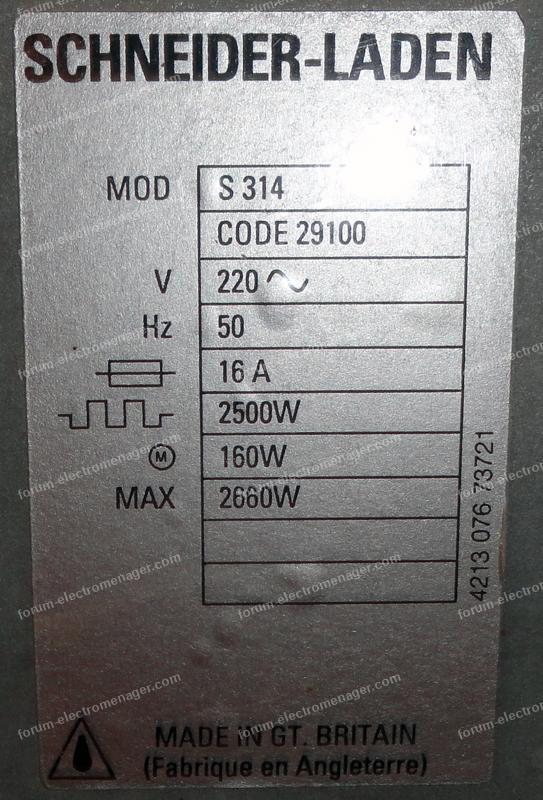 SCHNEIDER-LADEN
MOD S 314
CODE 29100
V 220 ~
Hz 50
16 A
2500W
M 160W
MAX 2660W
4213 076 73721
MADE IN GT. BRITAIN
(Fabrique en Angleterre)
forum-electromenager.com